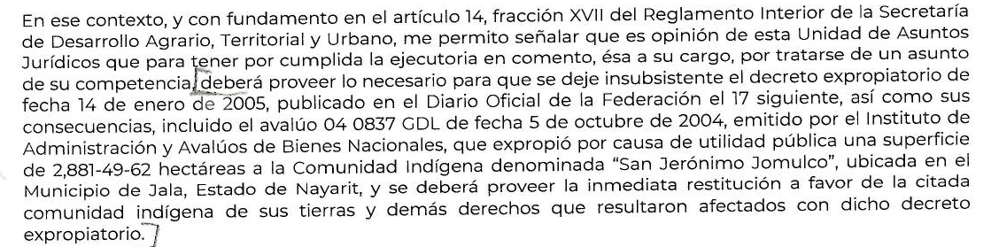 En ese contexto, y con fundamento en el artículo 14, fracción XVII del Reglamento Interior de la Secretaría
de Desarrollo Agrario, Territorial y Urbano, me permito señalar que es opinión de esta Unidad de Asuntos
Jurídicos que para tener por cumplida la ejecutoria en comento, ésa a su cargo, por tratarse de un asunto
de su competencia, deberá proveer lo necesario para que se deje insubsistente el decreto expropiatorio de
fecha 14 de enero de 2005, publicado en el Diario Oficial de la Federación el 17 siguiente, así como sus
consecuencias, incluido el avalúo 04 0837 GDL de fecha 5 de octubre de 2004, emitido por el Instituto de
Administración y Avalúos de Bienes Nacionales, que expropió por causa de utilidad pública una superficie
de 2,881-49-62 hectáreas a la Comunidad Indígena denominada “San Jerónimo Jomulco”, ubicada en el
Municipio de Jala, Estado de Nayarit, y se deberá proveer la inmediata restitución a favor de la citada
comunidad indígena de sus tierras y demás derechos que resultaron afectados con dicho decreto
expropiatorio.